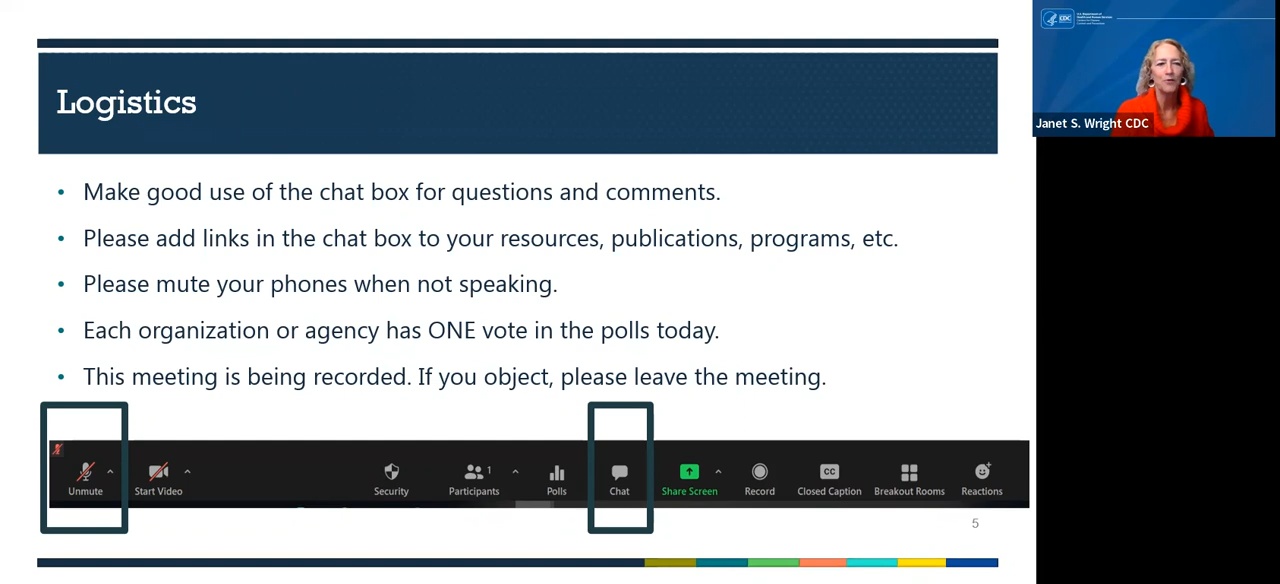 Logistics
• Make good use of the chat box for questions and comments.
• Please add links in the chat box to your resources, publications, programs, etc.
• Please mute your phones when not speaking.
• Each organization or agency has ONE vote in the polls today.
• This meeting is being recorded. If you object, please leave the meeting.
Unmute
Start Video
Security
Participants
1
Polls
Chat
Share Screen
Record
CC
Closed Caption
Breakout Rooms
Reactions
5
CDC
Janet S. Wright CDC